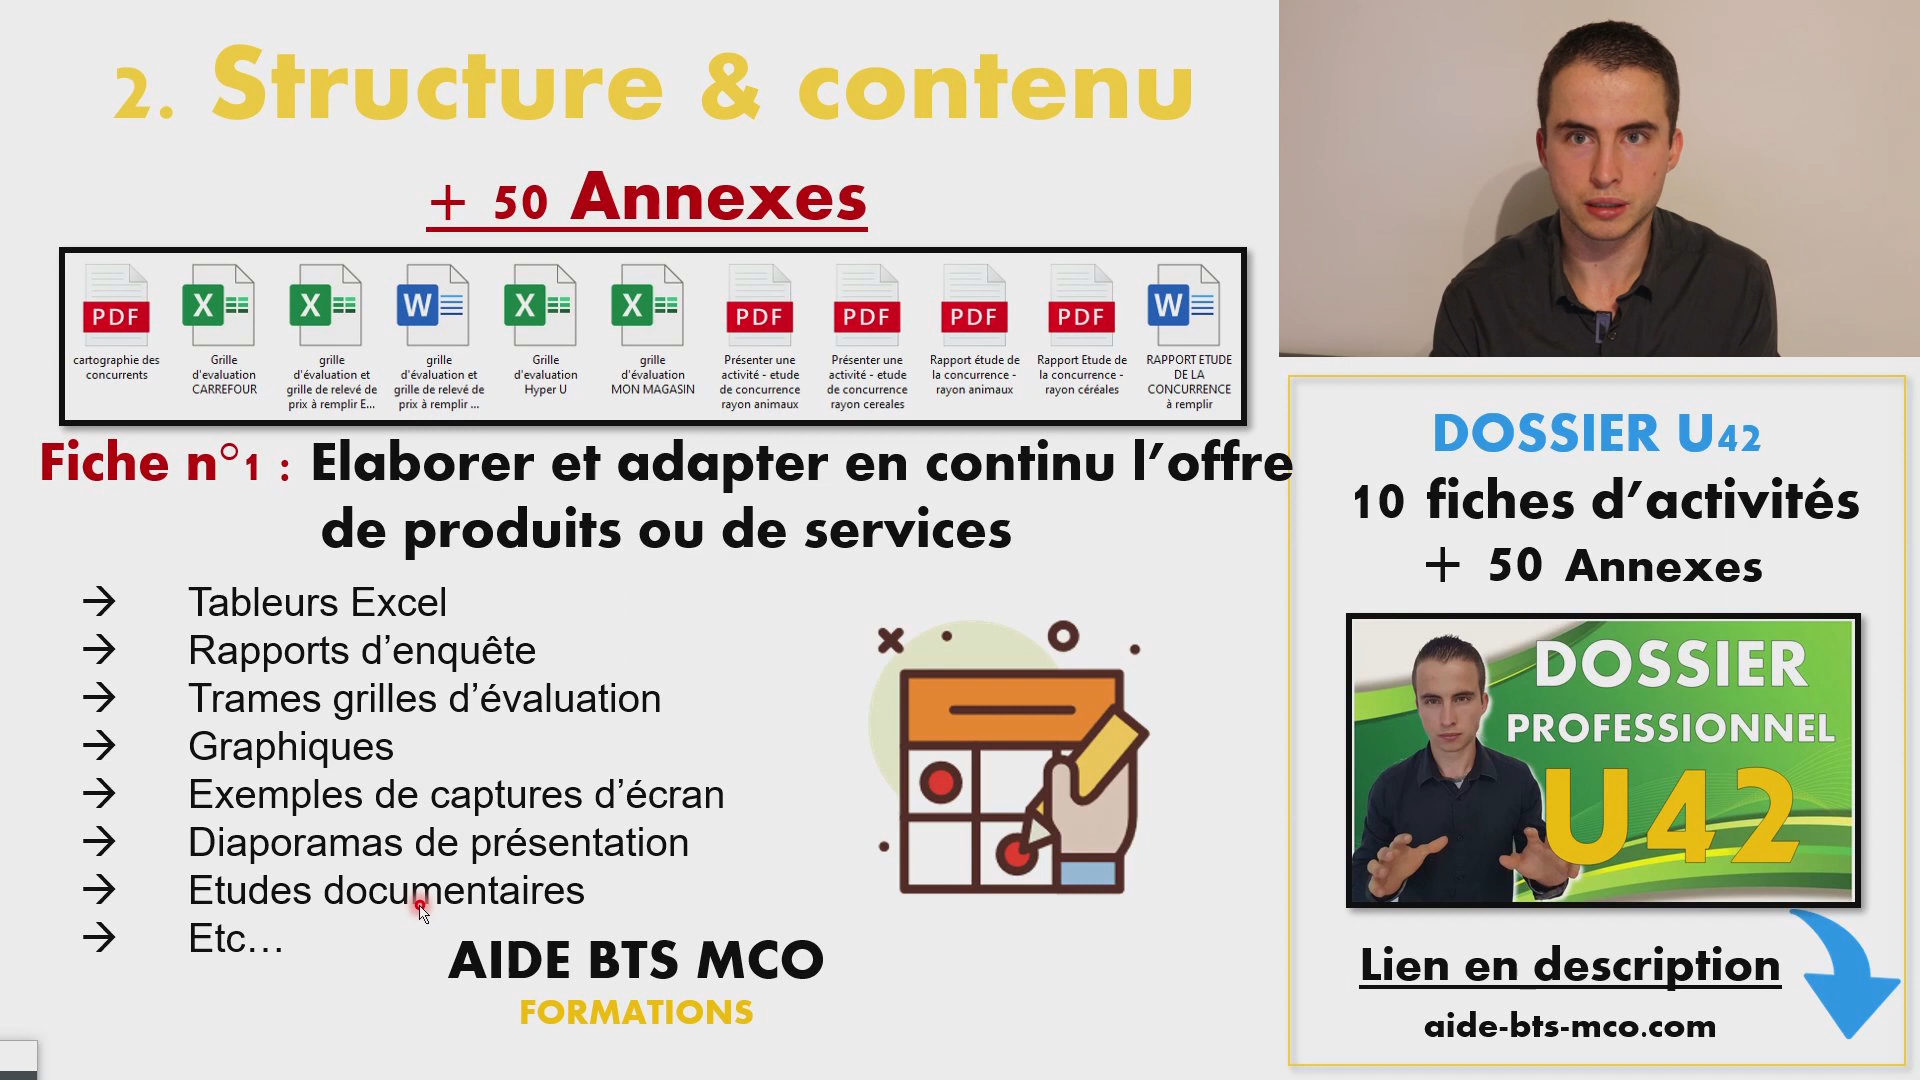 2. Structure & contenu
+ 50 Annexes
PDF
X
X
W
X
X
PDF
PDF
PDF
PDF
W
cartographie des
concurrents
Grille
d'evaluation
CARREFOUR
grille
d'évaluation et
grille de relevé de
prix à remplir E...
grille
d'évaluation et
grille de relevé de
prix à remplir ...
Grille
d'evaluation
Hyper U
grille
d'évaluation
MON MAGASIN
Présenter une
activité - etude
de concurrence
rayon animaux
Présenter une
activité - etude
de concurrence
rayon cereales
Rapport étude de
la concurrence -
rayon animaux
Rapport Etude de
la concurrence -
rayon céréales
RAPPORT ETUDE
DE LA
CONCURRENCE
à remplir
Fiche n°1 : Elaborer et adapter en continu l’offre
de produits ou de services
→ Tableurs Excel
→ Rapports d’enquête
→ Trames grilles d’évaluation
→ Graphiques
→ Exemples de captures d’écran
→ Diaporamas de présentation
→ Etudes documentaires
→ Etc…
AIDE BTS MCO
FORMATIONS
DOSSIER U42
10 fiches d’activités
+ 50 Annexes
DOSSIER
PROFESSIONNEL
U42
Lien en description
aide-bts-mco.com